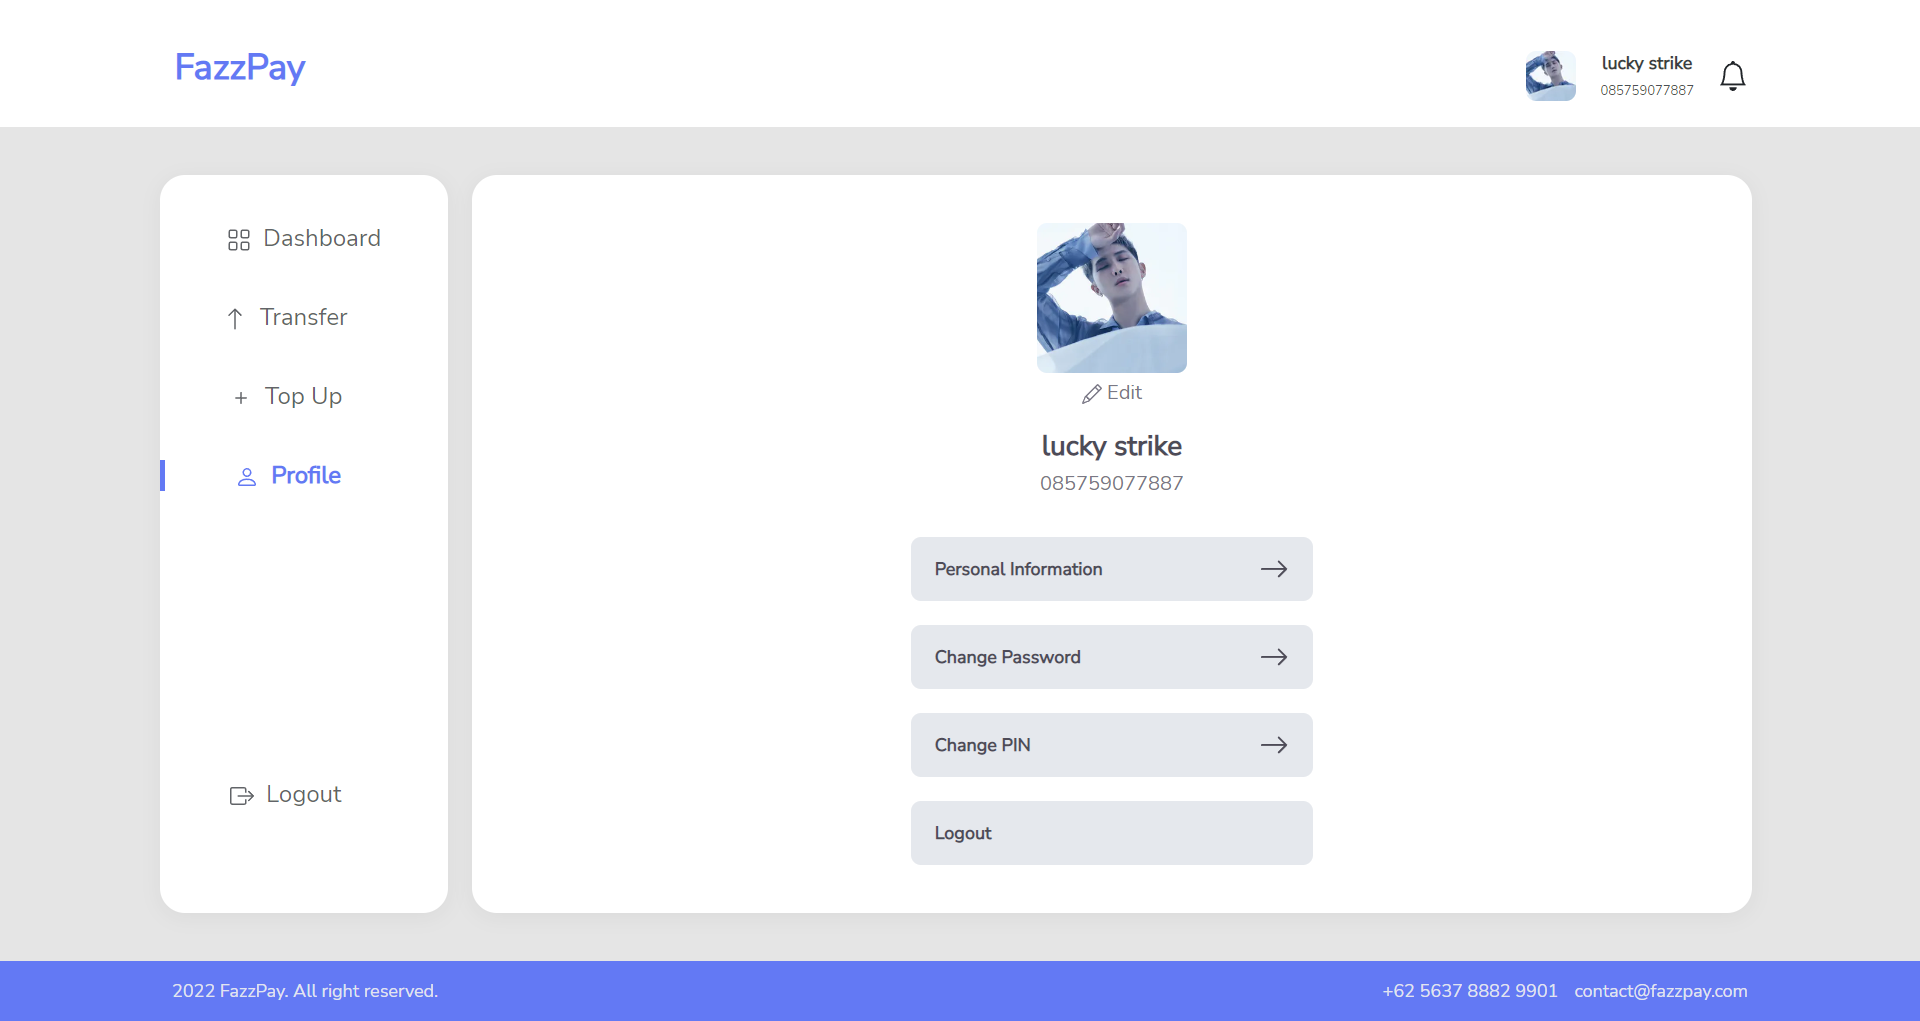 FazzPay
lucky strike
085759077887
Dashboard
Transfer
Top Up
Profile
Logout
Edit
lucky strike
085759077887
Personal Information
Change Password
Change PIN
Logout
2022 FazzPay. All right reserved.
+62 5637 8882 9901 contact@fazzpay.com